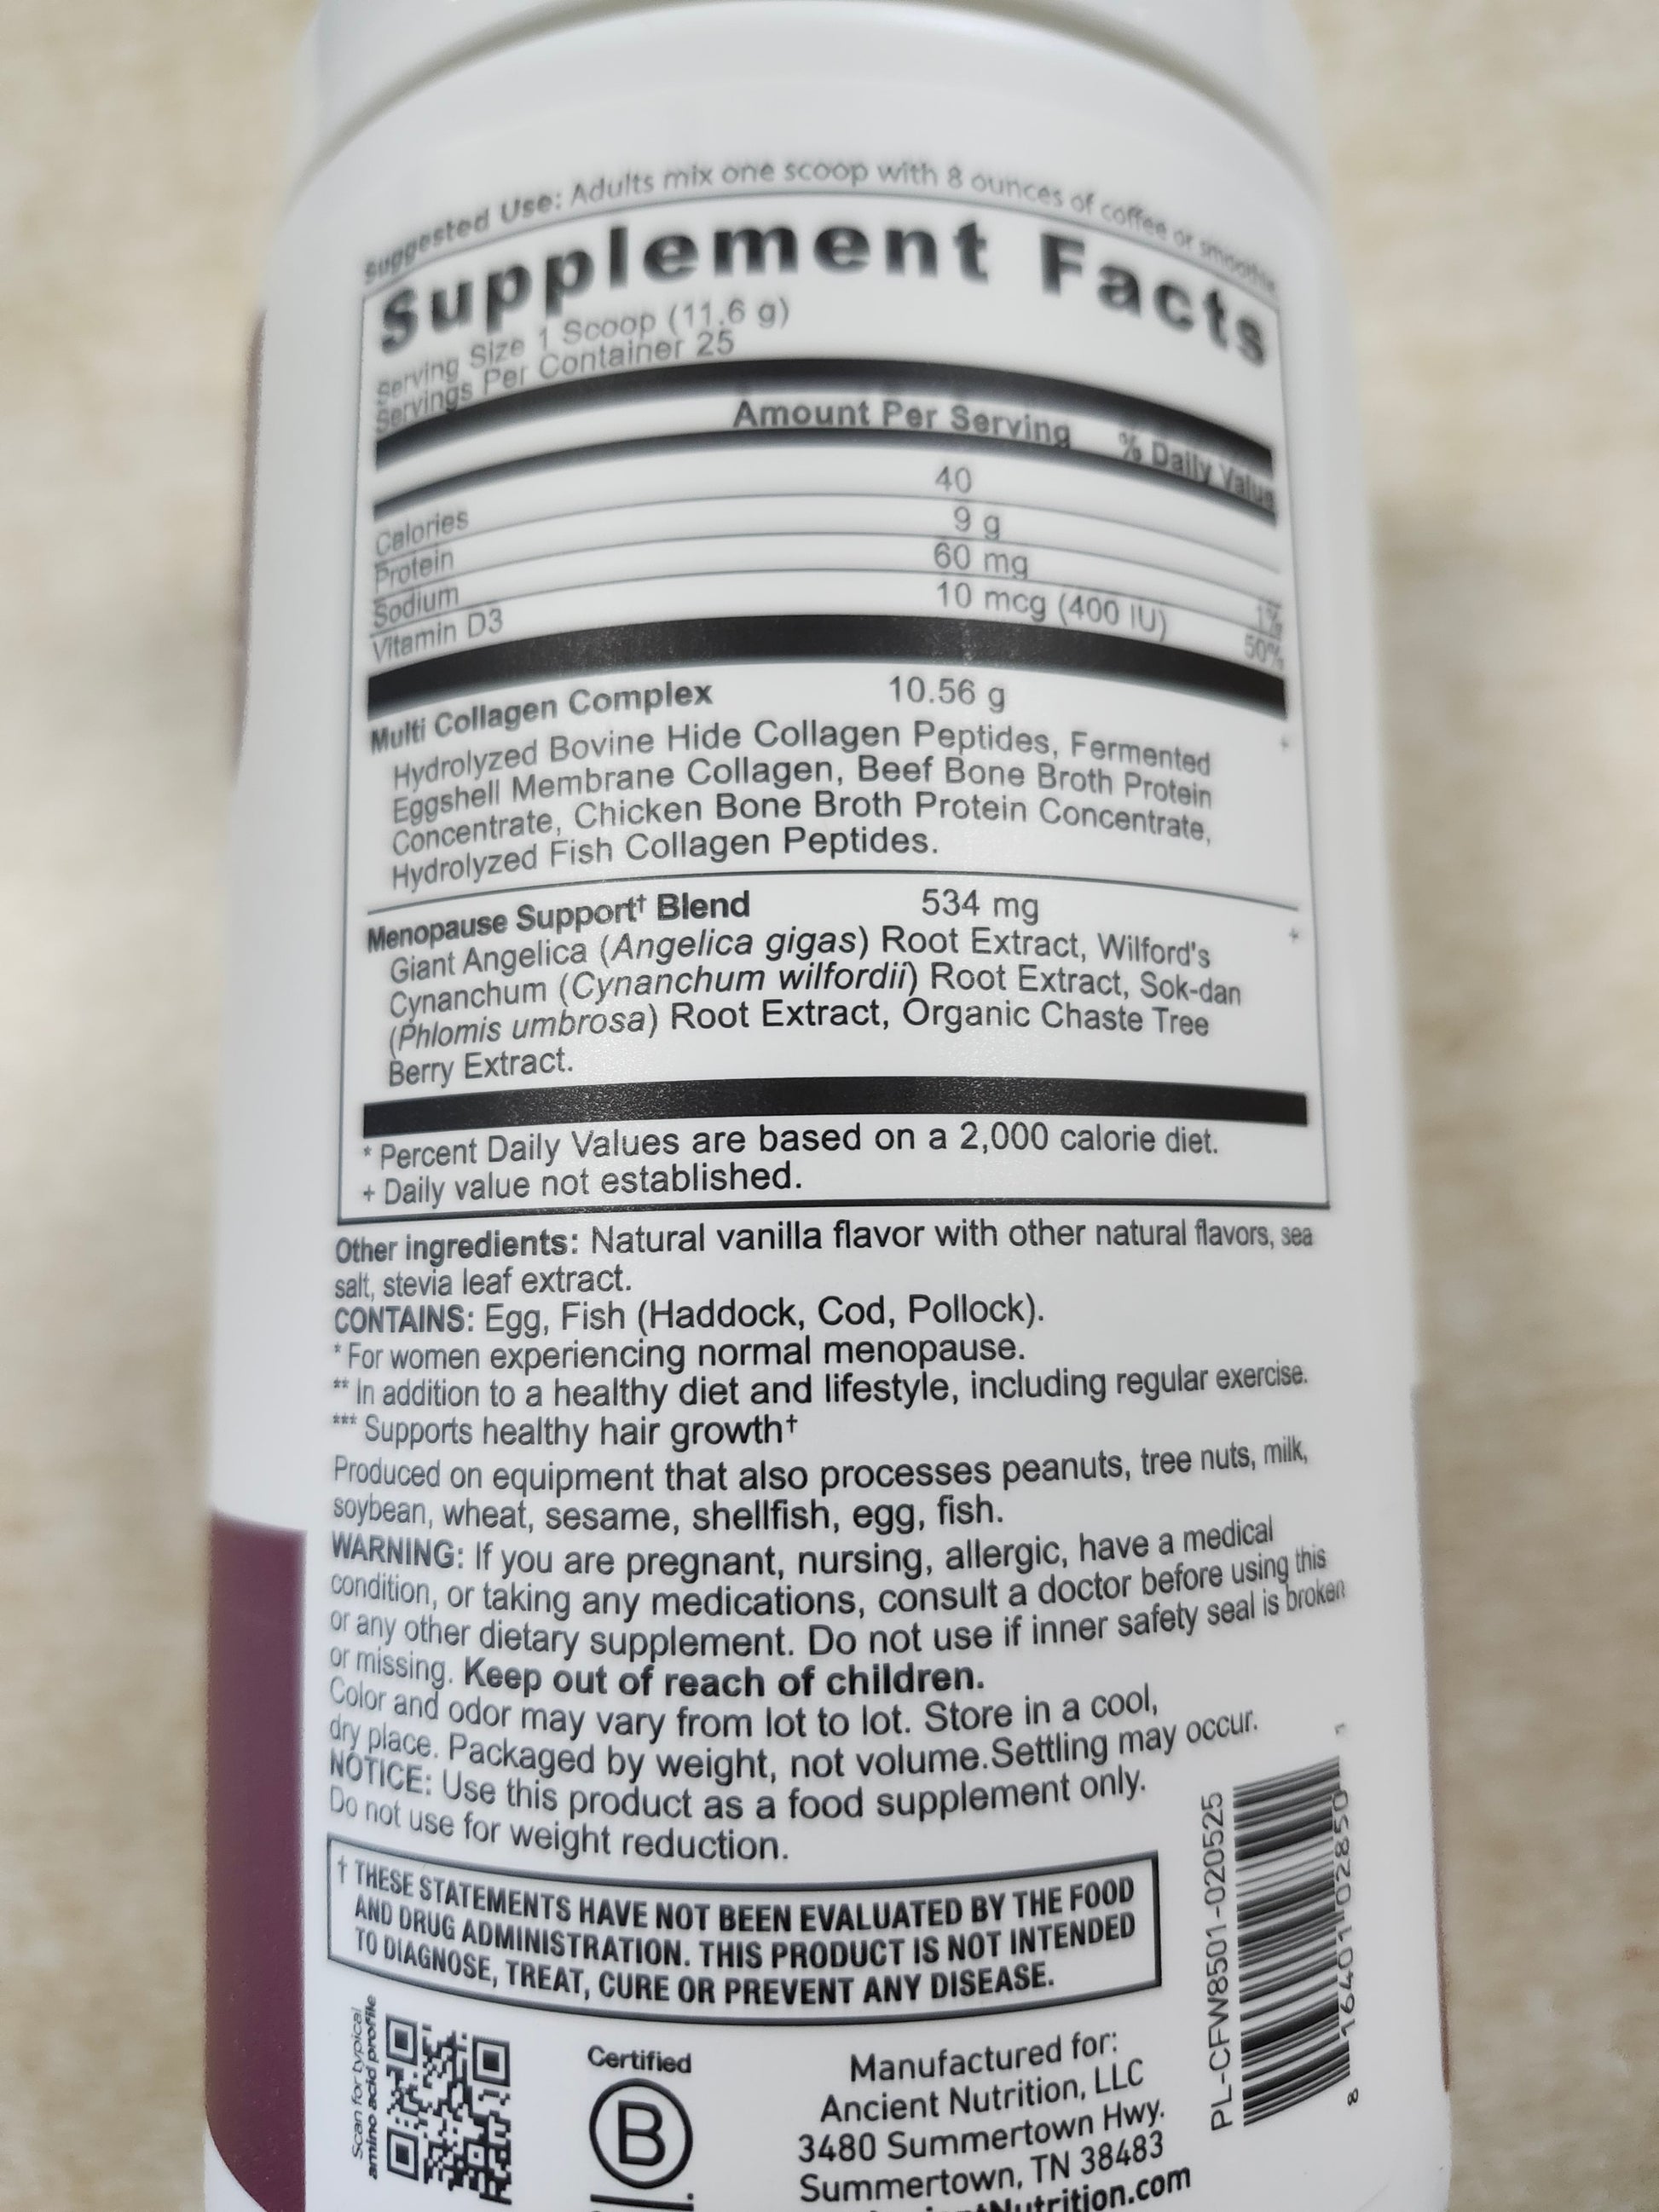 Suggested Use: Adults mix one scoop with 8 ounces of coffee or smoothie
Supplement Facts
Serving Size 1 Scoop (11.6 g)
Servings Per Container 25
Amount Per Serving % Daily Value
Calories 40
Protein 9 g
Sodium 60 mg 1%
Vitamin D3 10 mcg (400 IU) 50%
Multi Collagen Complex 10.56 g +
Hydrolyzed Bovine Hide Collagen Peptides, Fermented
Eggshell Membrane Collagen, Beef Bone Broth Protein
Concentrate, Chicken Bone Broth Protein Concentrate,
Hydrolyzed Fish Collagen Peptides.
Menopause Support† Blend 534 mg +
Giant Angelica (Angelica gigas) Root Extract, Wilford's
Cynanchum (Cynanchum wilfordii) Root Extract, Sok-dan
(Phlomis umbrosa) Root Extract, Organic Chaste Tree
Berry Extract.
* Percent Daily Values are based on a 2,000 calorie diet.
+ Daily value not established.
Other ingredients: Natural vanilla flavor with other natural flavors, sea
salt, stevia leaf extract.
CONTAINS: Egg, Fish (Haddock, Cod, Pollock).
* For women experiencing normal menopause.
** In addition to a healthy diet and lifestyle, including regular exercise.
*** Supports healthy hair growth†
Produced on equipment that also processes peanuts, tree nuts, milk,
soybean, wheat, sesame, shellfish, egg, fish.
WARNING: If you are pregnant, nursing, allergic, have a medical
condition, or taking any medications, consult a doctor before using this
or any other dietary supplement. Do not use if inner safety seal is broken
or missing. Keep out of reach of children.
Color and odor may vary from lot to lot. Store in a cool,
dry place. Packaged by weight, not volume.Settling may occur.
NOTICE: Use this product as a food supplement only.
Do not use for weight reduction.
† THESE STATEMENTS HAVE NOT BEEN EVALUATED BY THE FOOD
AND DRUG ADMINISTRATION. THIS PRODUCT IS NOT INTENDED
TO DIAGNOSE, TREAT, CURE OR PREVENT ANY DISEASE.
Scan for typical
amino acid profile
Certified
B
Manufactured for:
Ancient Nutrition, LLC
3480 Summertown Hwy.
Summertown, TN 38483
PL-CFW8501-020525
8 16401 02850 1